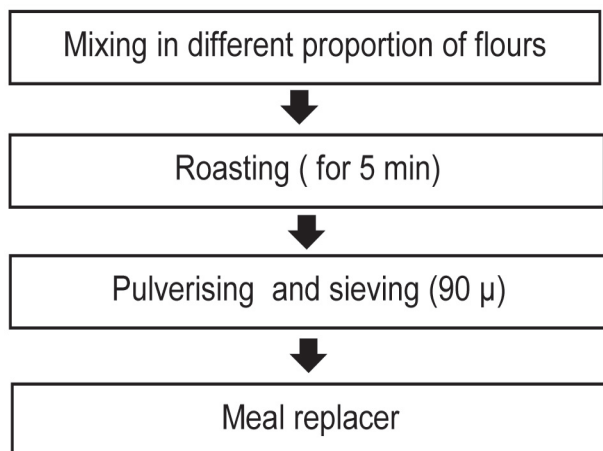 Mixing in different proportion of flours
Roasting ( for 5 min)
Pulverising and sieving (90 µ)
Meal replacer